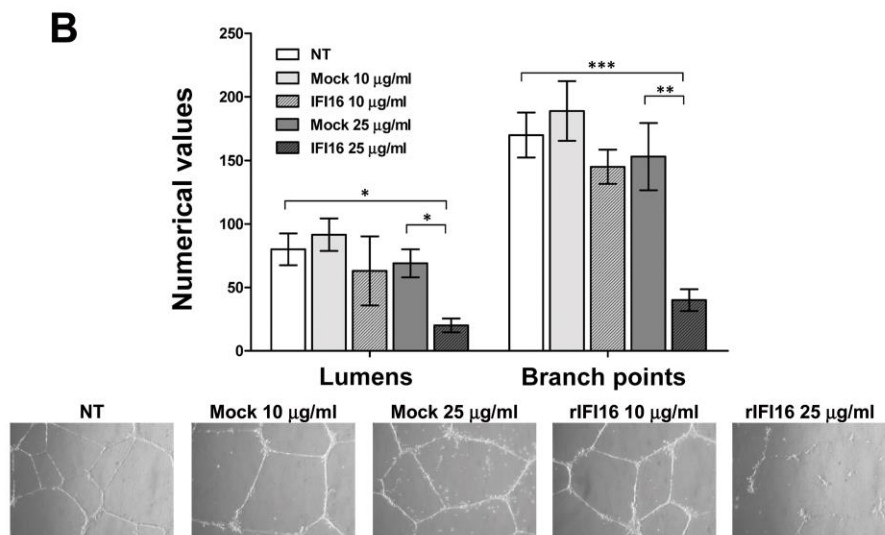 B
Numerical values
250
200
150
100
50
0
NT
Mock 10 μg/ml
IFI16 10 μg/ml
Mock 25 μg/ml
IFI16 25 μg/ml
*
*
***
**
Lumens Branch points
NT Mock 10 μg/ml Mock 25 μg/ml rIFI16 10 μg/ml rIFI16 25 μg/ml